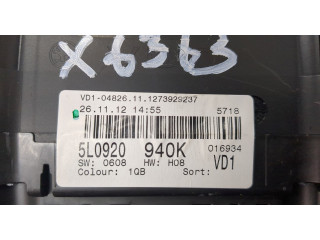 x6363
VD1-04826.11.1273929237
26.11.12 14:55 5718
5L0920 940K 016934
SW: 0608 HW: H08 VD1
Colour: 1QB Sort: